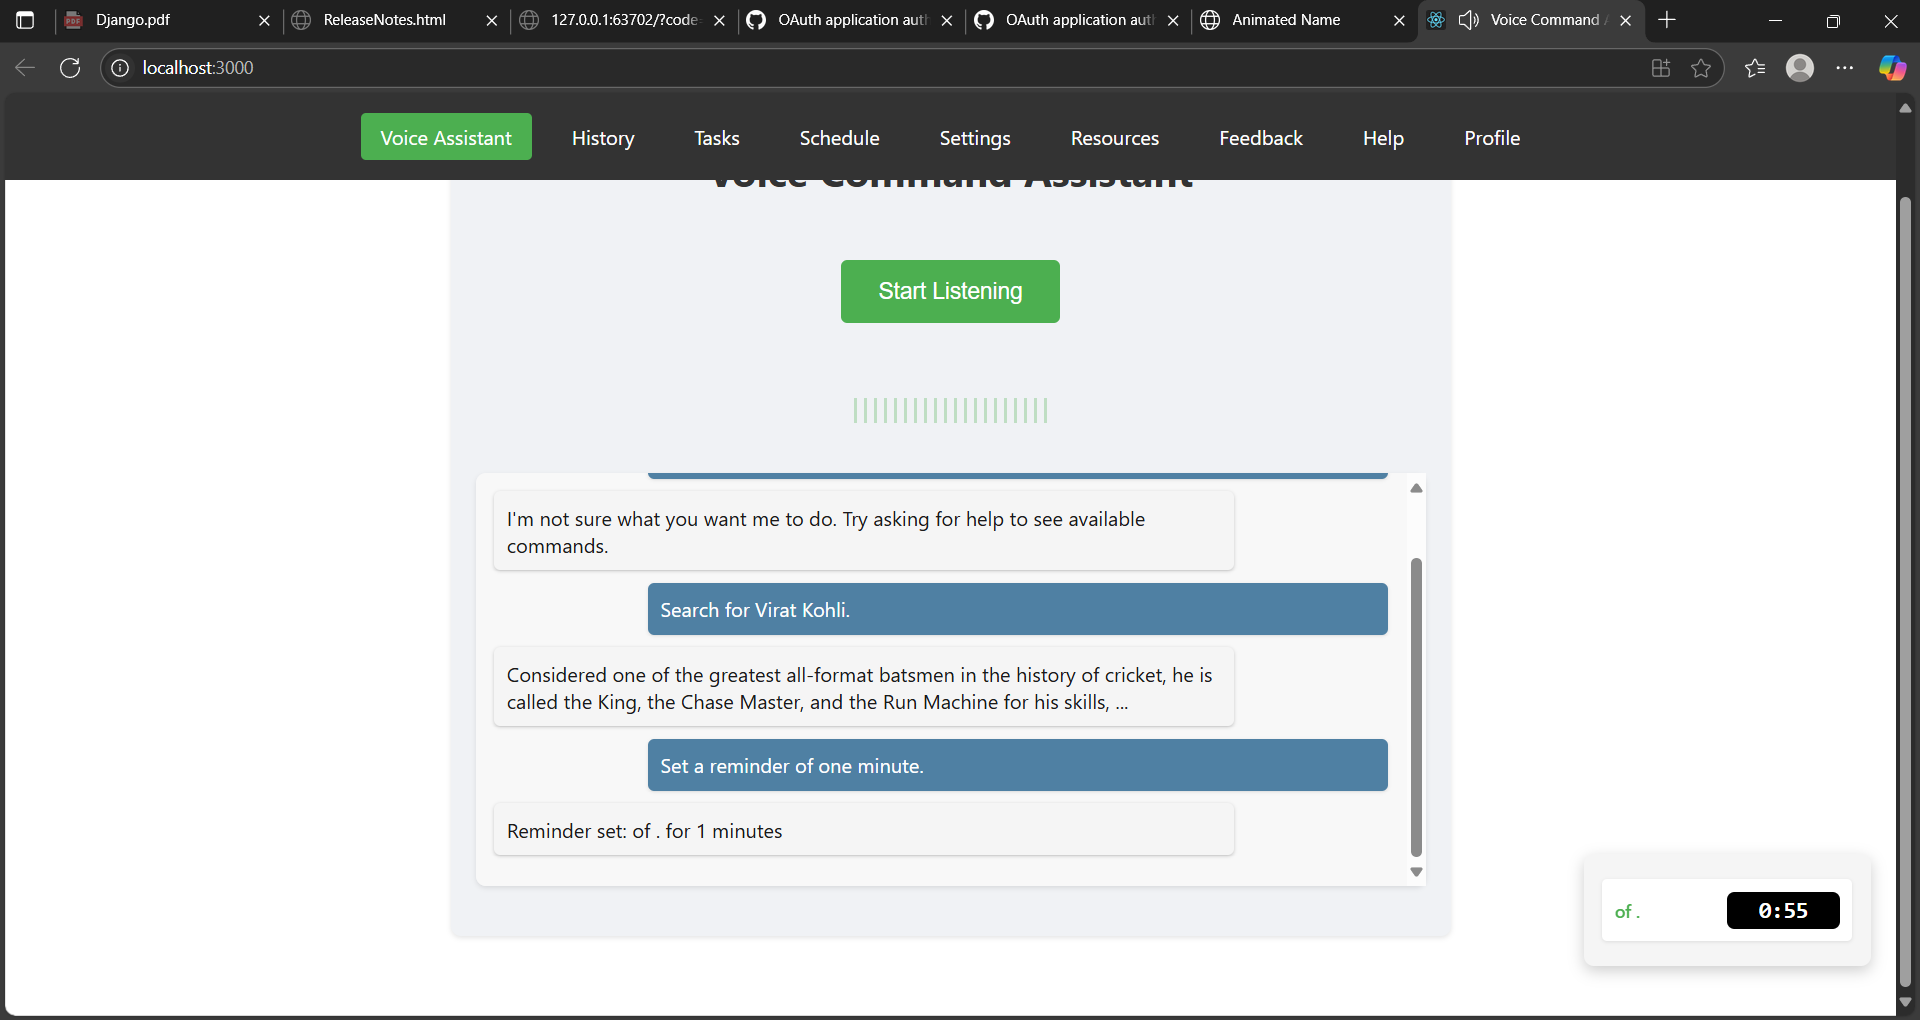 Django.pdf
ReleaseNotes.html
127.0.0.1:63702/?code
OAuth application aut
OAuth application aut
Animated Name
Voice Command
localhost:3000
Voice Assistant
History
Tasks
Schedule
Settings
Resources
Feedback
Help
Profile
Voice Command Assistant
Start Listening
I'm not sure what you want me to do. Try asking for help to see available
commands.
Search for Virat Kohli.
Considered one of the greatest all-format batsmen in the history of cricket, he is
called the King, the Chase Master, and the Run Machine for his skills, ...
Set a reminder of one minute.
Reminder set: of . for 1 minutes
of .
0:55